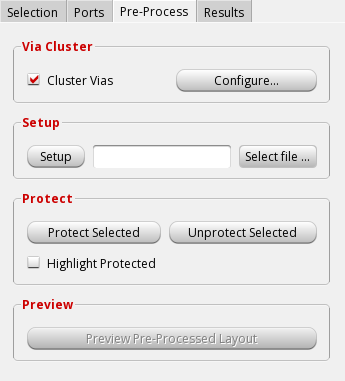 Selection Ports Pre-Process Results
Via Cluster
Cluster Vias Configure...
Setup
Setup Select file ...
Protect
Protect Selected Unprotect Selected
Highlight Protected
Preview
Preview Pre-Processed Layout